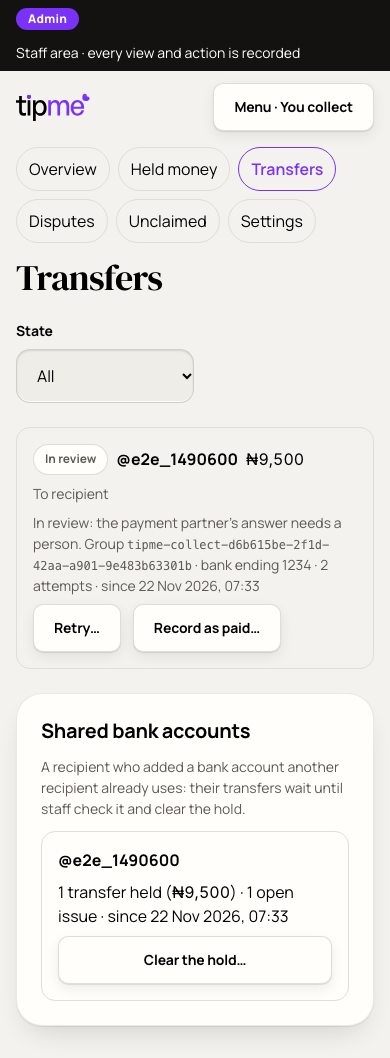 Admin
Staff area · every view and action is recorded
tipme
Menu · You collect
Overview
Held money
Transfers
Disputes
Unclaimed
Settings
Transfers
State
All
In review
@e2e_1490600 ₦9,500
To recipient
In review: the payment partner's answer needs a
person. Group tipme-collect-d6b615be-2f1d-
42aa-a901-9e483b63301b · bank ending 1234 · 2
attempts · since 22 Nov 2026, 07:33
Retry…
Record as paid…
Shared bank accounts
A recipient who added a bank account another
recipient already uses: their transfers wait until
staff check it and clear the hold.
@e2e_1490600
1 transfer held (₦9,500) · 1 open
issue · since 22 Nov 2026, 07:33
Clear the hold…